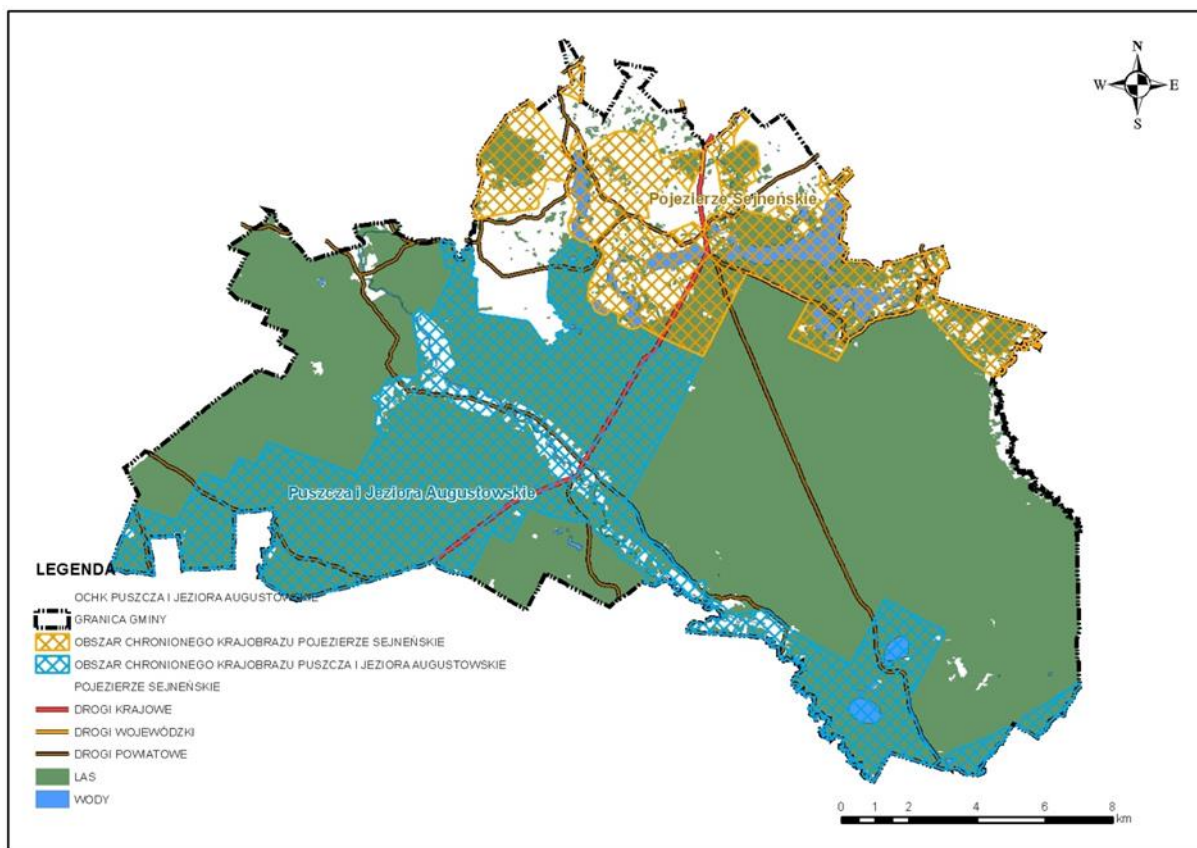 N
W E
S
Pojezierze Sejneńskie
Puszcza i Jeziora Augustowskie
LEGENDA
OCHK PUSZCZA I JEZIORA AUGUSTOWSKIE
GRANICA GMINY
OBSZAR CHRONIONEGO KRAJOBRAZU POJEZIERZE SEJNEŃSKIE
OBSZAR CHRONIONEGO KRAJOBRAZU PUSZCZA I JEZIORA AUGUSTOWSKIE
POJEZIERZE SEJNEŃSKIE
DROGI KRAJOWE
DROGI WOJEWÓDZKI
DROGI POWIATOWE
LAS
WODY
0 1 2 4 6 8
km